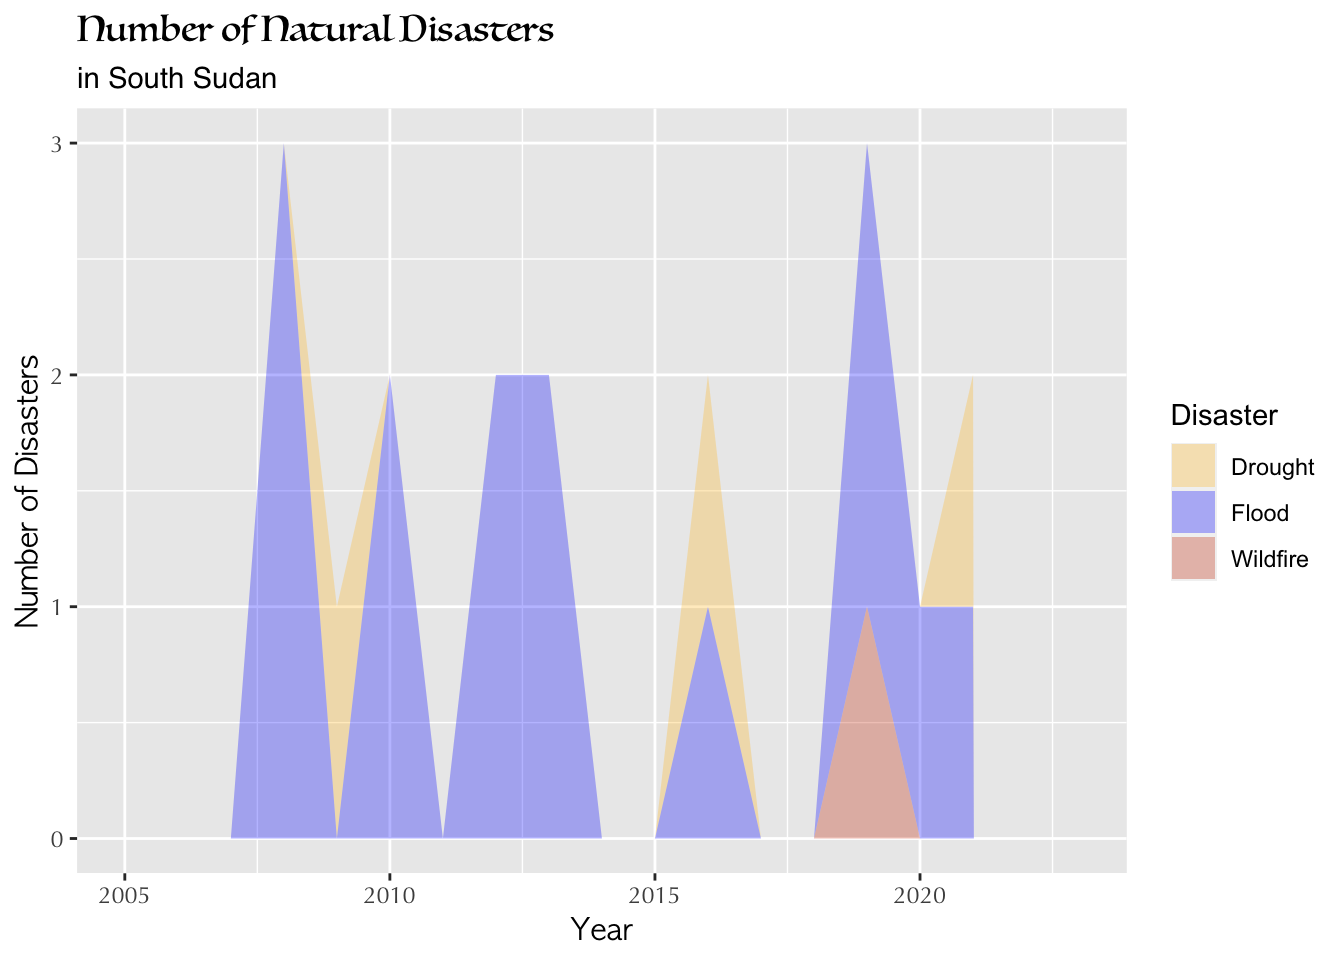 Number of Natural Disasters
in South Sudan
3
2
1
0
Number of Disasters
2005
2010
2015
2020
Year
Disaster
Drought
Flood
Wildfire